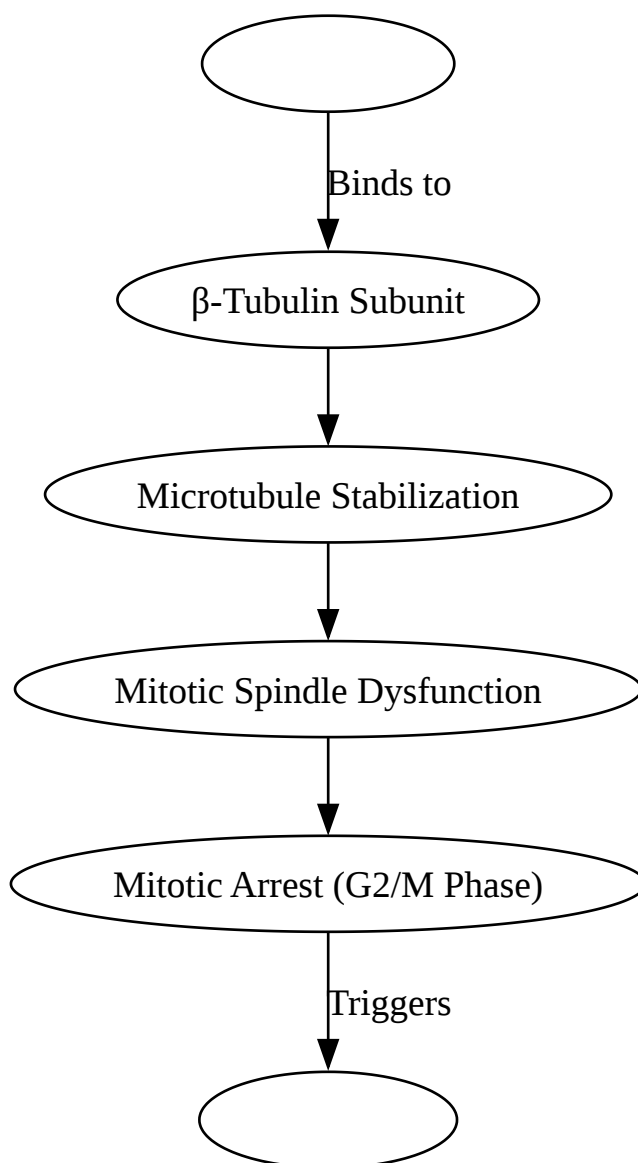 Binds to
β-Tubulin Subunit
Microtubule Stabilization
Mitotic Spindle Dysfunction
Mitotic Arrest (G2/M Phase)
Triggers